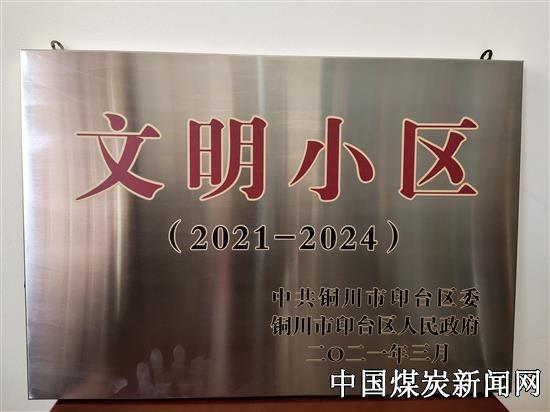 文明小区
（2021-2024）
中共铜川市印台区委
铜川市印台区人民政府
二〇二一年三月
中国煤炭新闻网